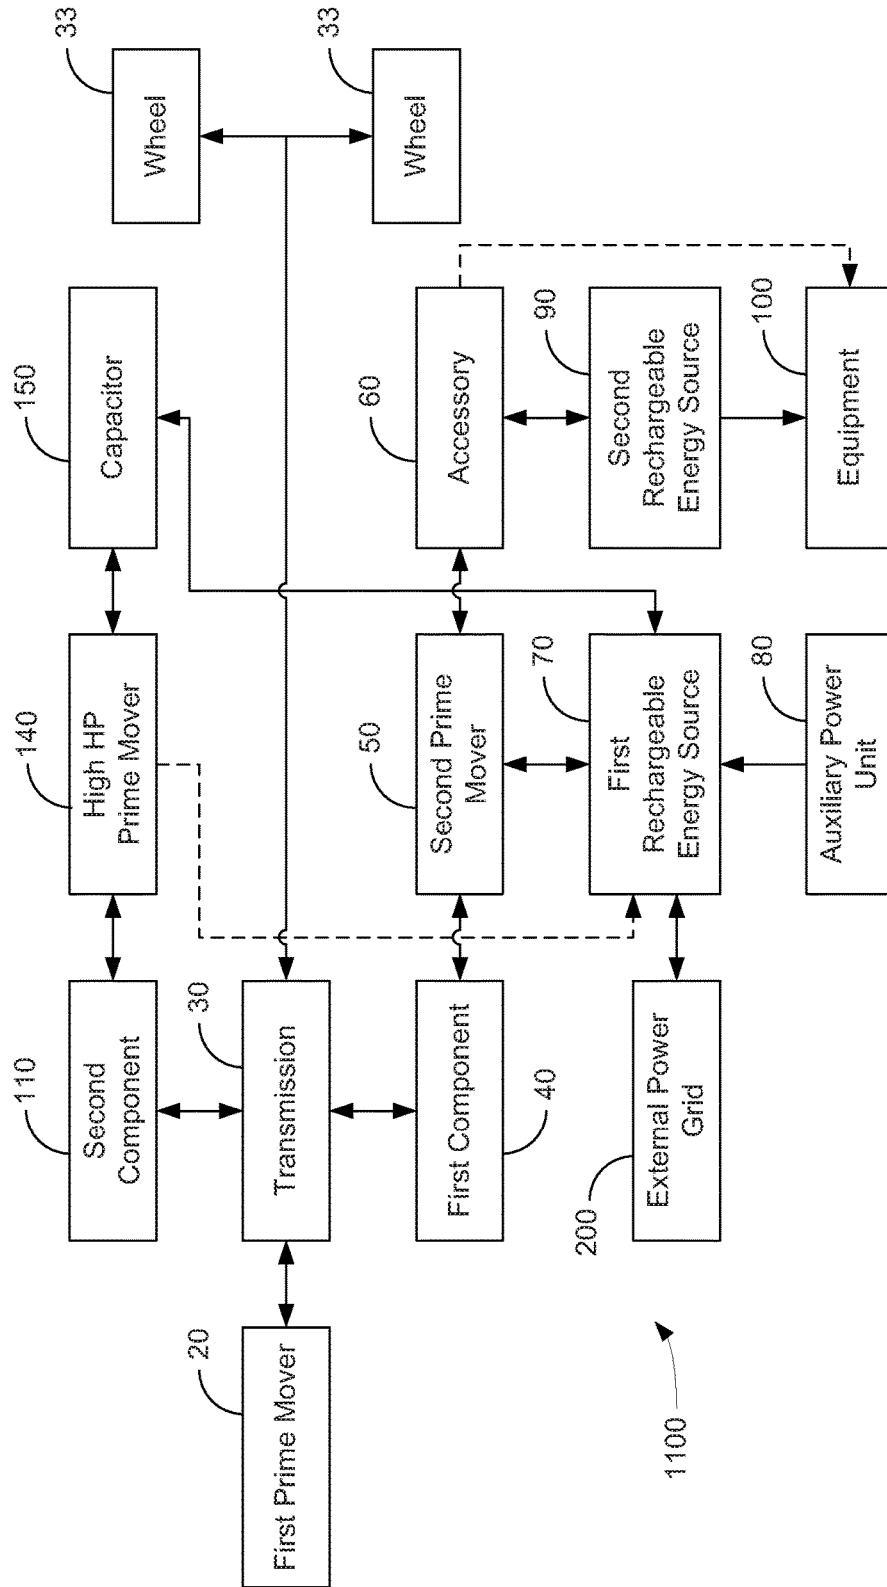 33
Wheel
33
Wheel
150
Capacitor
60
Accessory
90
Second
Rechargeable
Energy Source
100
Equipment
140
High HP
Prime Mover
50
Second Prime
Mover
70
First
Rechargeable
Energy Source
80
Auxiliary Power
Unit
110
Second
Component
30
Transmission
First Component
40
External Power
Grid
200
20
First Prime Mover
1100